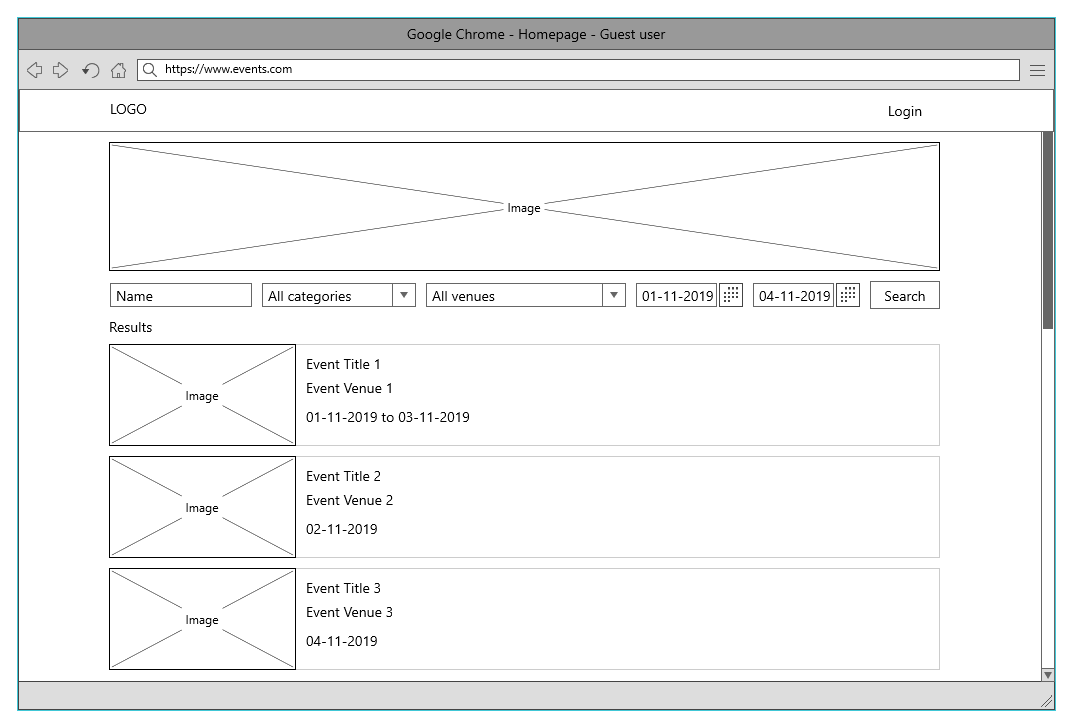 Google Chrome - Homepage - Guest user
https://www.events.com
LOGO
Login
Image
Name All categories All venues 01-11-2019 04-11-2019 Search
Results
Image
Event Title 1
Event Venue 1
01-11-2019 to 03-11-2019
Image
Event Title 2
Event Venue 2
02-11-2019
Image
Event Title 3
Event Venue 3
04-11-2019